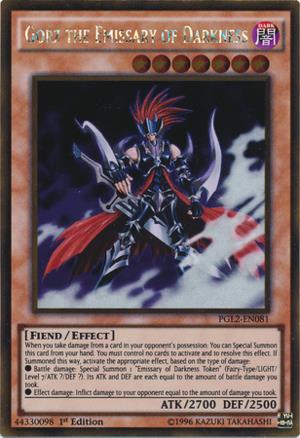 Gorz the Emissary of Darkness
DARK
闇
PGL2-EN081
[FIEND / EFFECT]
When you take damage from a card in your opponent's possession: You can Special Summon
this card from your hand. You must control no cards to activate and to resolve this effect. If
Summoned this way, activate the appropriate effect, based on the type of damage.
● Battle damage: Special Summon 1 "Emissary of Darkness Token" (Fairy-Type/LIGHT/
Level 7/ATK ?/DEF ?). Its ATK and DEF are each equal to the amount of battle damage you
took.
● Effect damage: Inflict damage to your opponent equal to the amount of damage you took.
ATK/2700 DEF/2500
44330098 1st Edition ©1996 KAZUKI TAKAHASHI